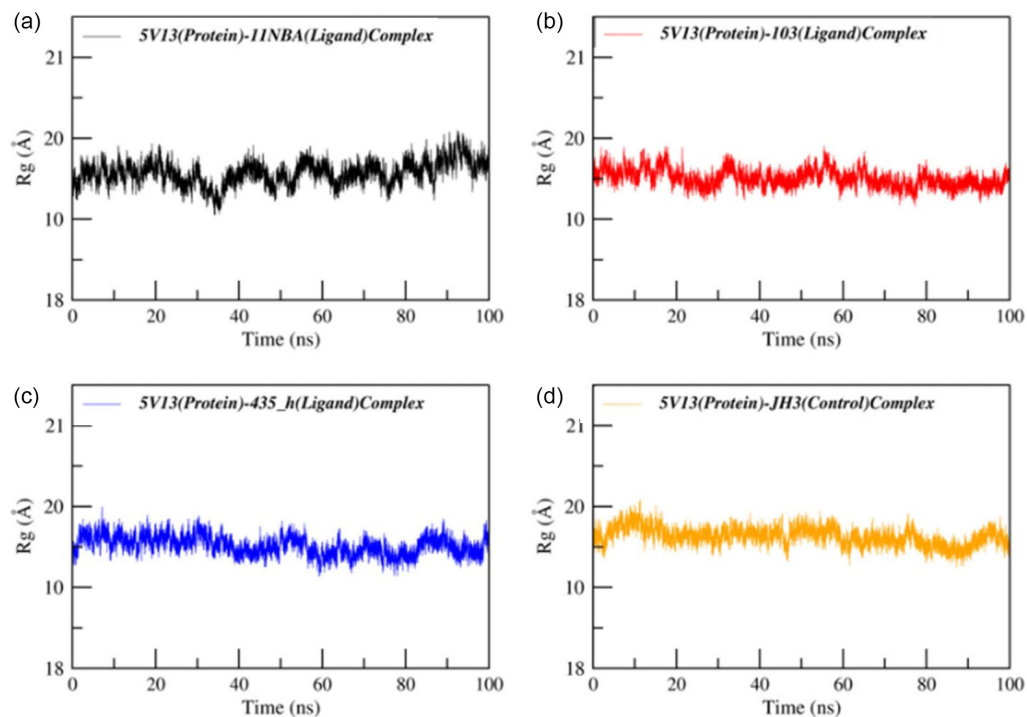 (a)
5V13(Protein)-11NBA(Ligand)Complex
21
20
10
18
Rg (Å)
0 20 40 60 80 100
Time (ns)
(b)
5V13(Protein)-103(Ligand)Complex
21
20
10
18
Rg (Å)
0 20 40 60 80 100
Time (ns)
(c)
5V13(Protein)-435_h(Ligand)Complex
21
20
10
18
Rg (Å)
0 20 40 60 80 100
Time (ns)
(d)
5V13(Protein)-JH3(Control)Complex
21
20
10
18
Rg (Å)
0 20 40 60 80 100
Time (ns)